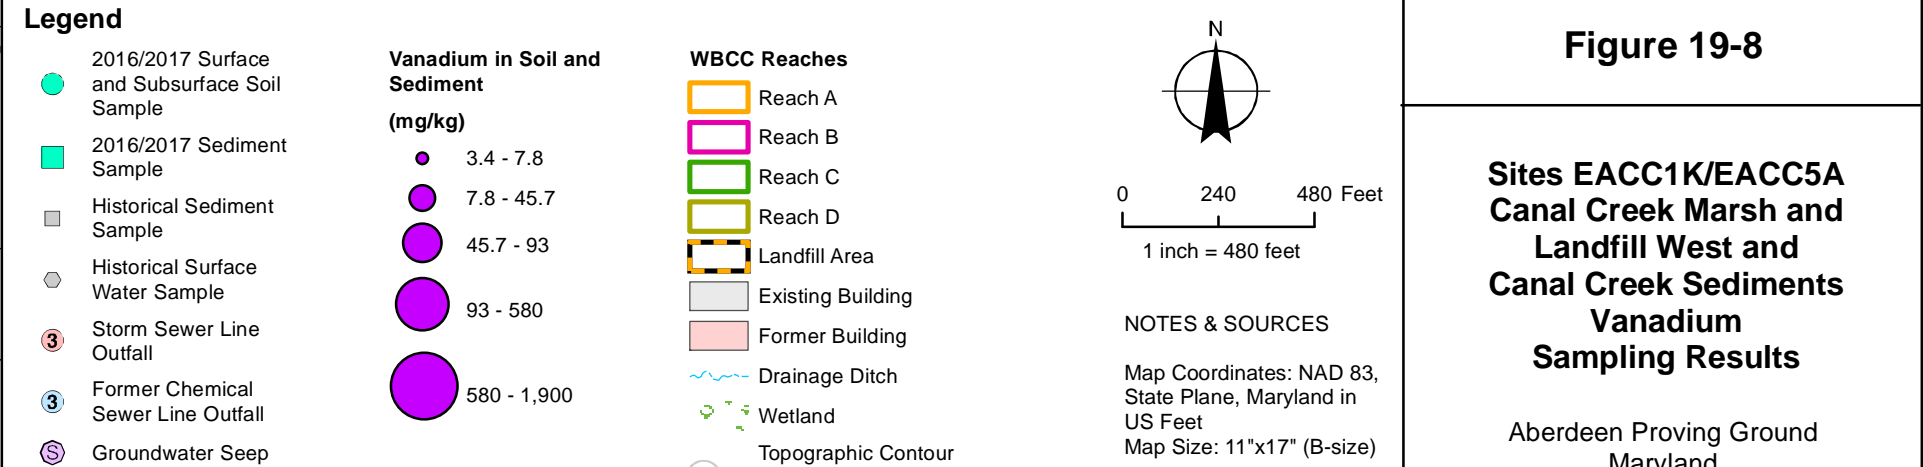 Legend
2016/2017 Surface
and Subsurface Soil
Sample
2016/2017 Sediment
Sample
Historical Sediment
Sample
Historical Surface
Water Sample
3
Storm Sewer Line
Outfall
3
Former Chemical
Sewer Line Outfall
S
Groundwater Seep
Vanadium in Soil and
Sediment
(mg/kg)
3.4 - 7.8
7.8 - 45.7
45.7 - 93
93 - 580
580 - 1,900
WBCC Reaches
Reach A
Reach B
Reach C
Reach D
Landfill Area
Existing Building
Former Building
Drainage Ditch
Wetland
Topographic Contour
N
0 240 480 Feet
1 inch = 480 feet
NOTES & SOURCES
Map Coordinates: NAD 83,
State Plane, Maryland in
US Feet
Map Size: 11"x17" (B-size)
Figure 19-8
Sites EACC1K/EACC5A
Canal Creek Marsh and
Landfill West and
Canal Creek Sediments
Vanadium
Sampling Results
Aberdeen Proving Ground
Maryland